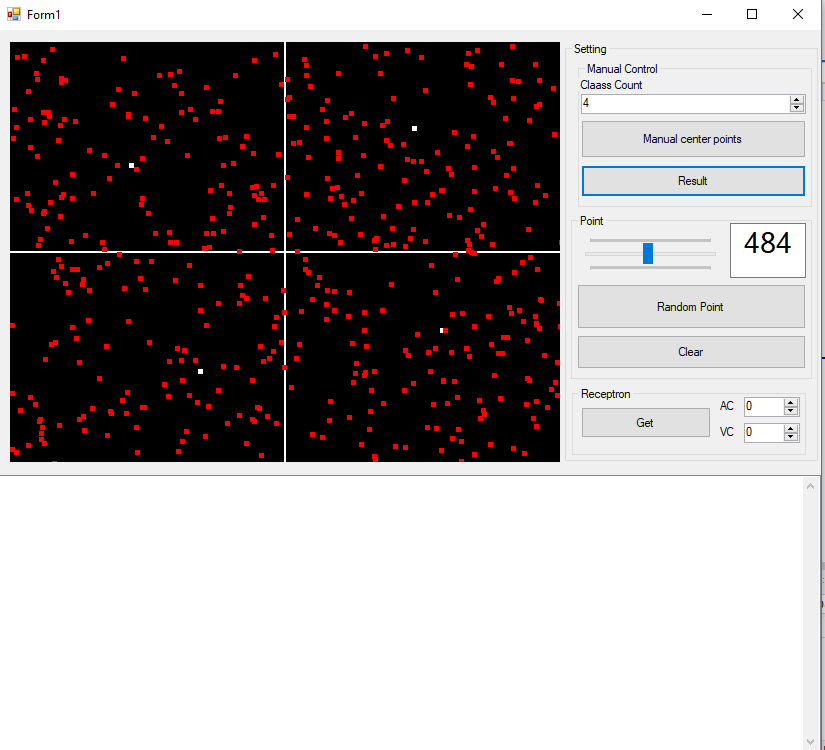 Form1
Setting
Manual Control
Claass Count
4
Manual center points
Result
Point
484
Random Point
Clear
Receptron
Get
AC 0
VC 0